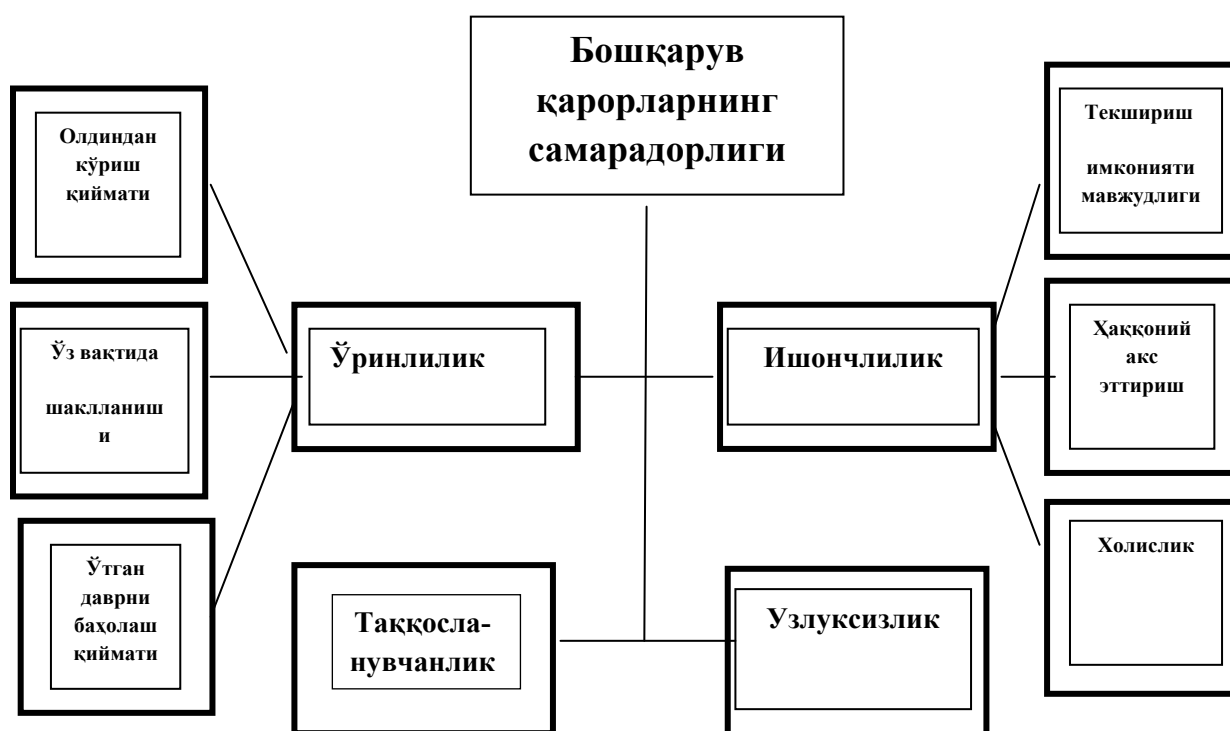 Бошқарув
қарорларнинг
самарадорлиги
Олдиндан
кўриш
қиймати
Текшириш
имконияти
мавжудлиги
Ўз вақтида
шаклланиш
и
Ўринлилик
Ишончлилик
Ҳаққоний
акс
эттириш
Ўтган
даврни
баҳолаш
қиймати
Таққосла-
нувчанлик
Узлуксизлик
Холислик